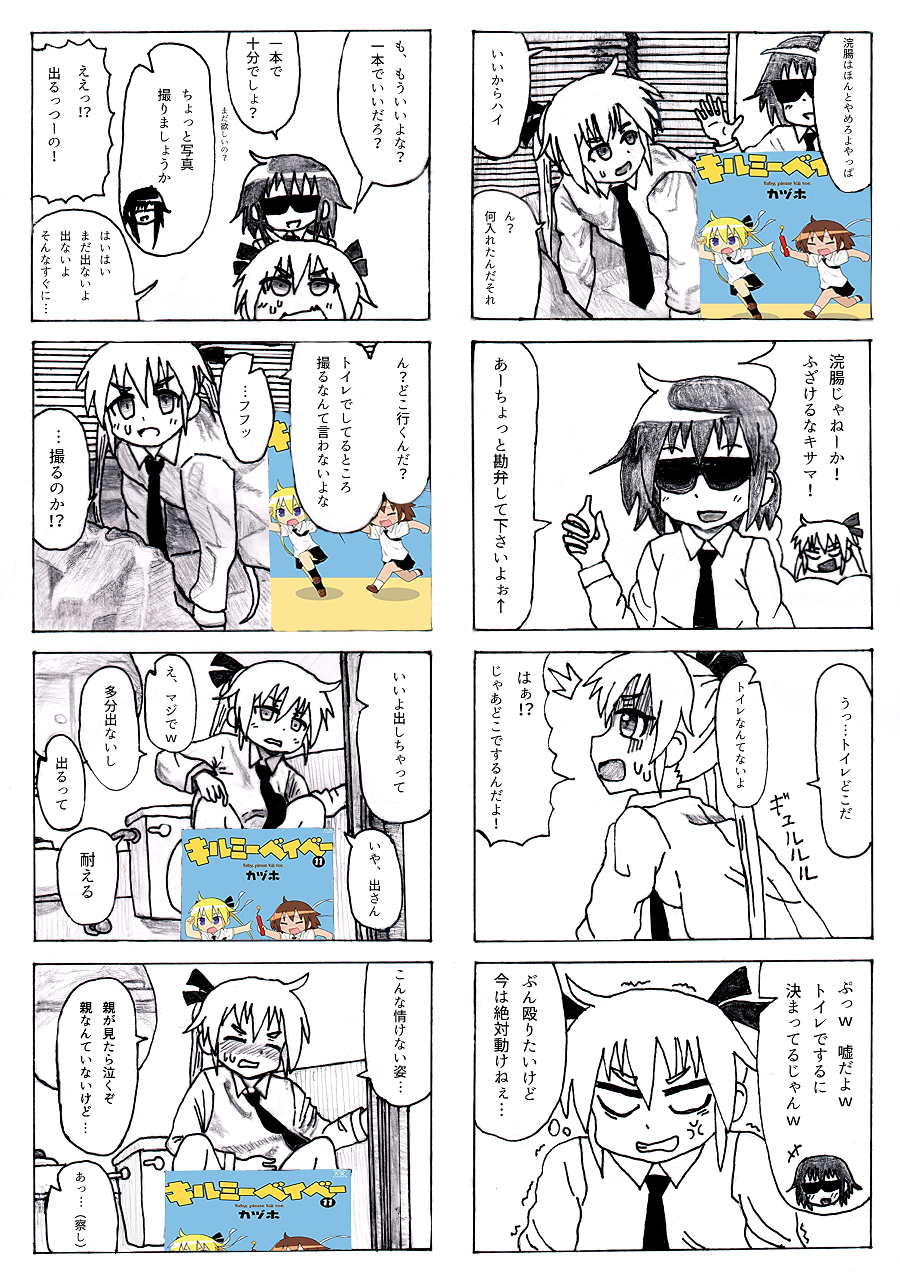 浣腸はほんとやめろよやっぱ
いいからハイ
ん?
何入れたんだそれ
キルミーベイベ
Baby, please kill me.
カヅホ
浣腸じゃねーか!
ふざけるなキサマ!
あーちょっと勘弁して下さいよぉ↑
うっ…トイレどこだ
トイレなんてないよ
ギュルルルル
はぁ!?
じゃあどこでするんだよ!
ぷっw 嘘だよw
トイレでするに
決まってるじゃんw
ぶん殴りたいけど
今は絶対動けねぇ…
も、もういいよな?
一本でいいだろ?
一本で
十分でしょ?
まだ欲しいの?
ちょっと写真
撮りましょうか
ええっ!?
出るっつーの!
はいはい
まだ出ないよ
出ないよ
そんなすぐに…
ん?どこ行くんだ?
トイレでしてるところ
撮るなんて言わないよな
…フフッ
…撮るのか!?
いいよ出しちゃって
いや、出さん
え、マジでw
多分出ないし
出るって
耐える
キルミーベイベー
11
Baby, please kill me.
カヅホ
こんな情けない姿…
親が見たら泣くぞ
親なんていないけど…
あっ…(察し)
キルミーベイベー
11
Baby, please kill me.
カヅホ